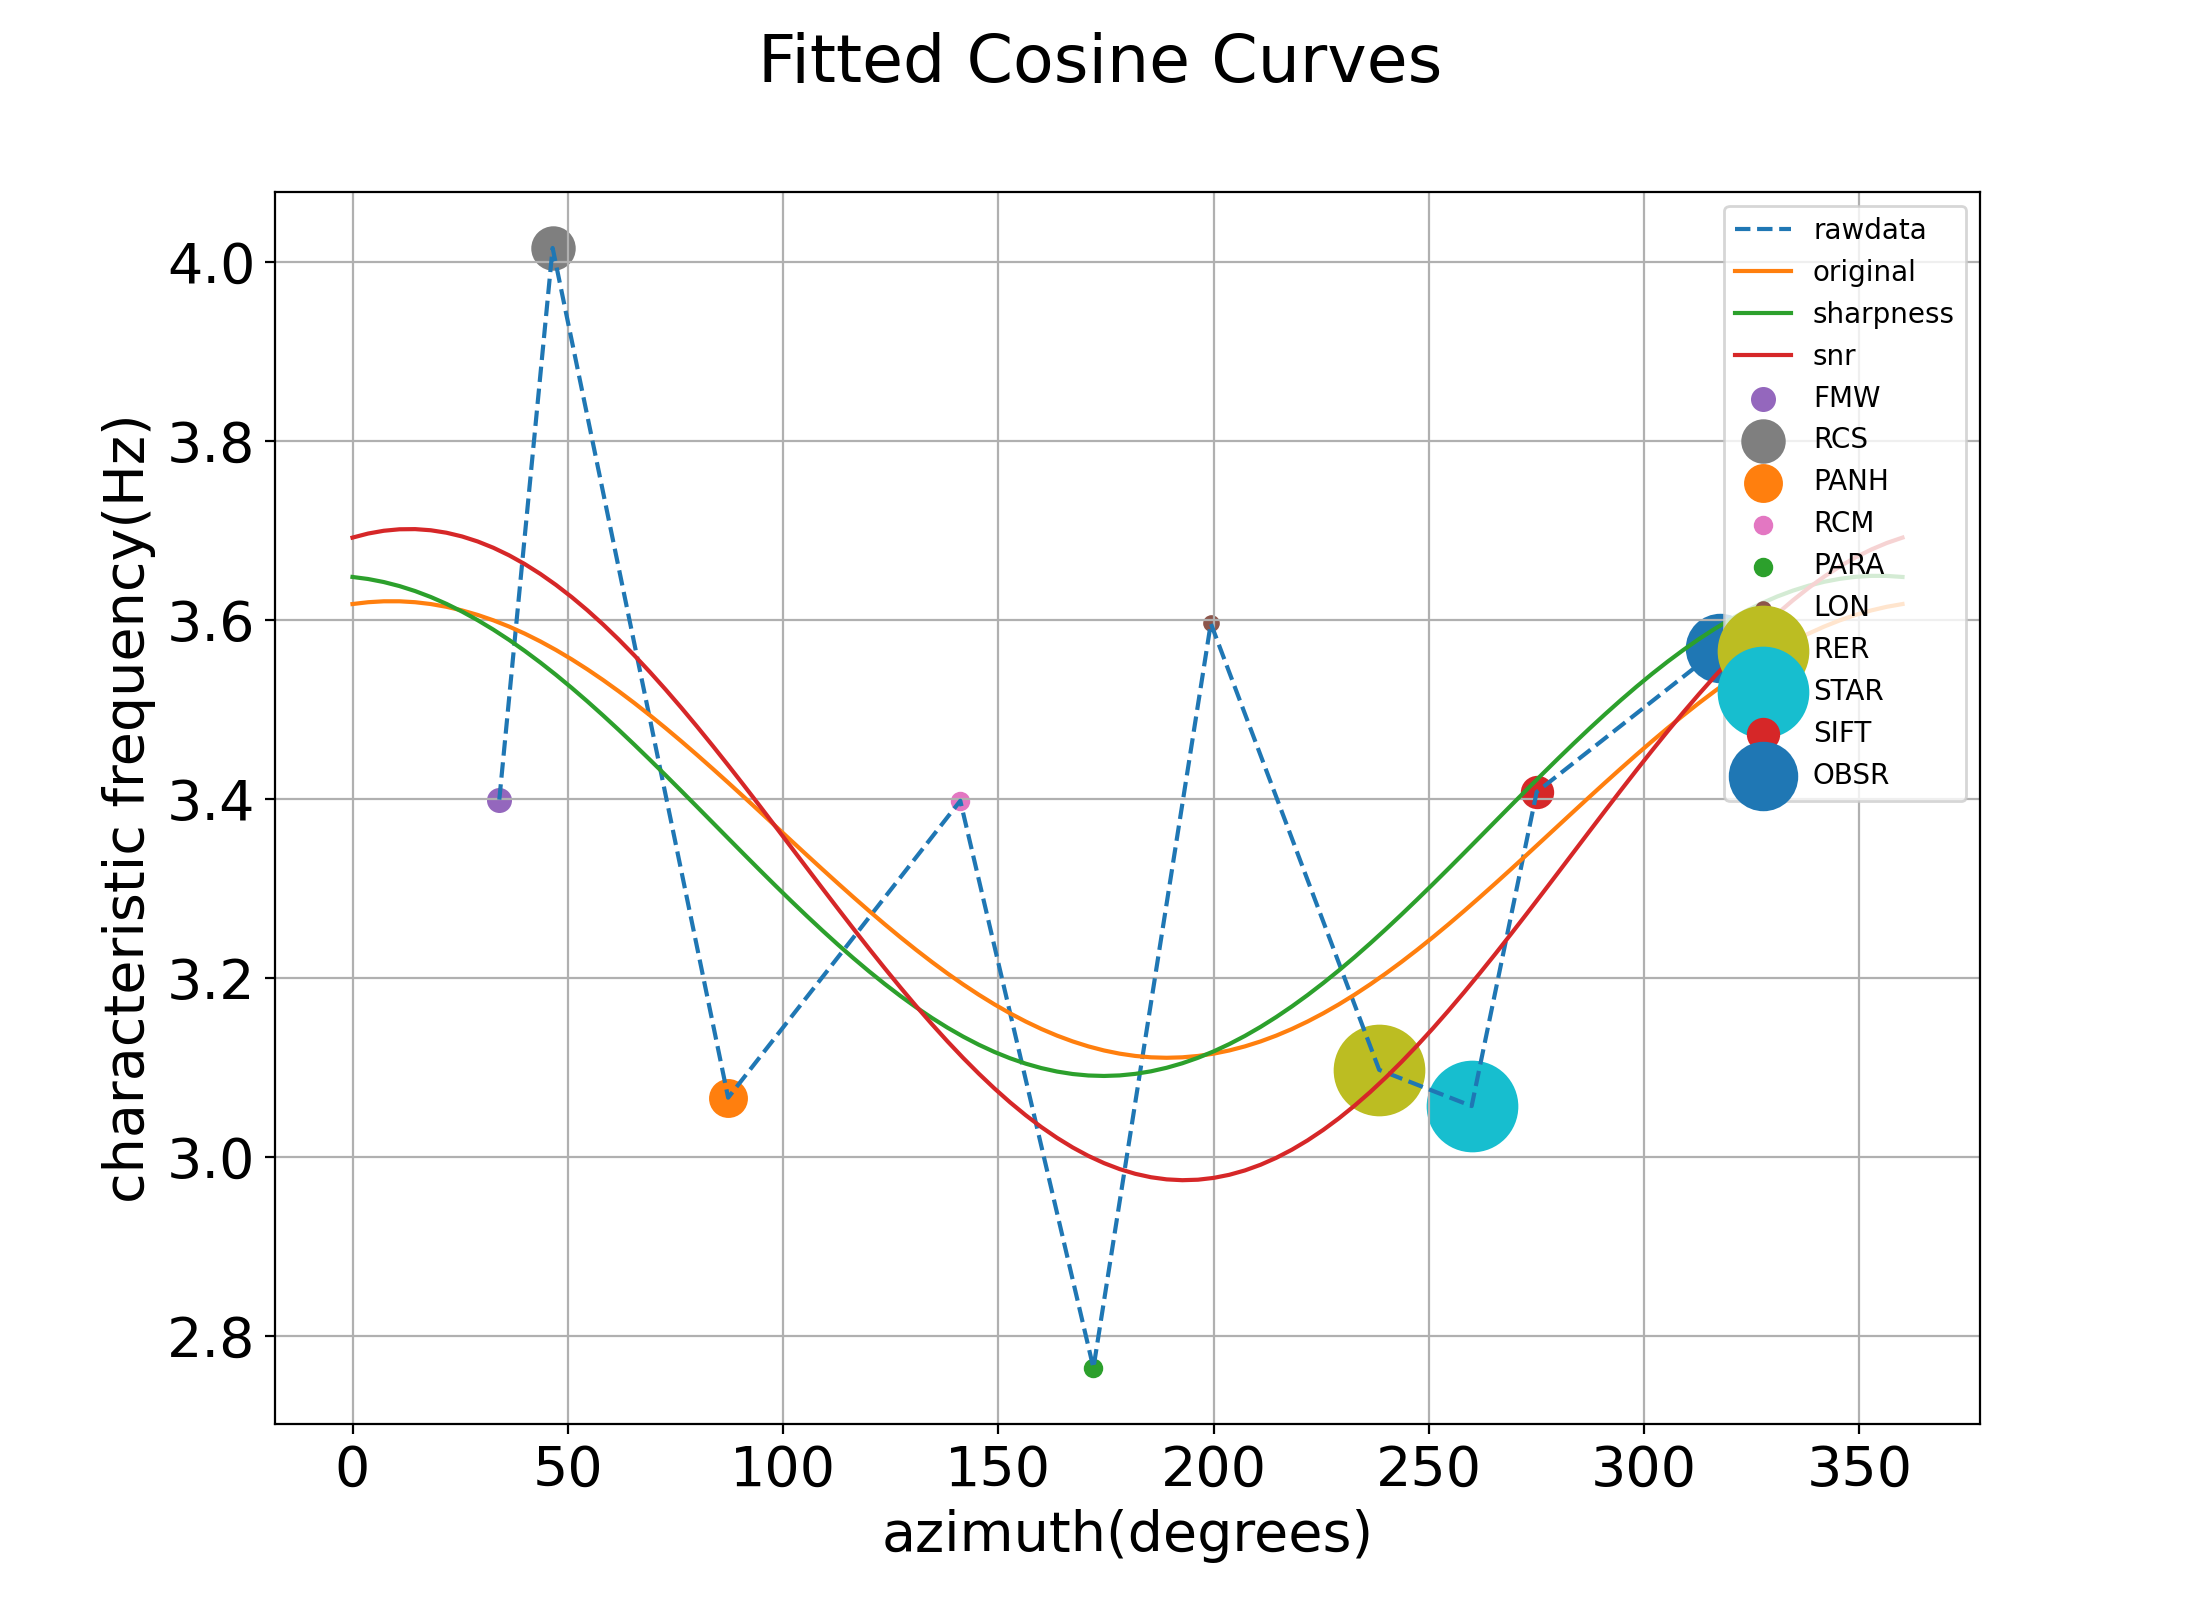 Fitted Cosine Curves
characteristic frequency(Hz)
4.0
3.8
3.6
3.4
3.2
3.0
2.8
rawdata
original
sharpness
snr
FMW
RCS
PANH
RCM
PARA
LON
RER
STAR
SIFT
OBSR
0 50 100 150 200 250 300 350
azimuth(degrees)